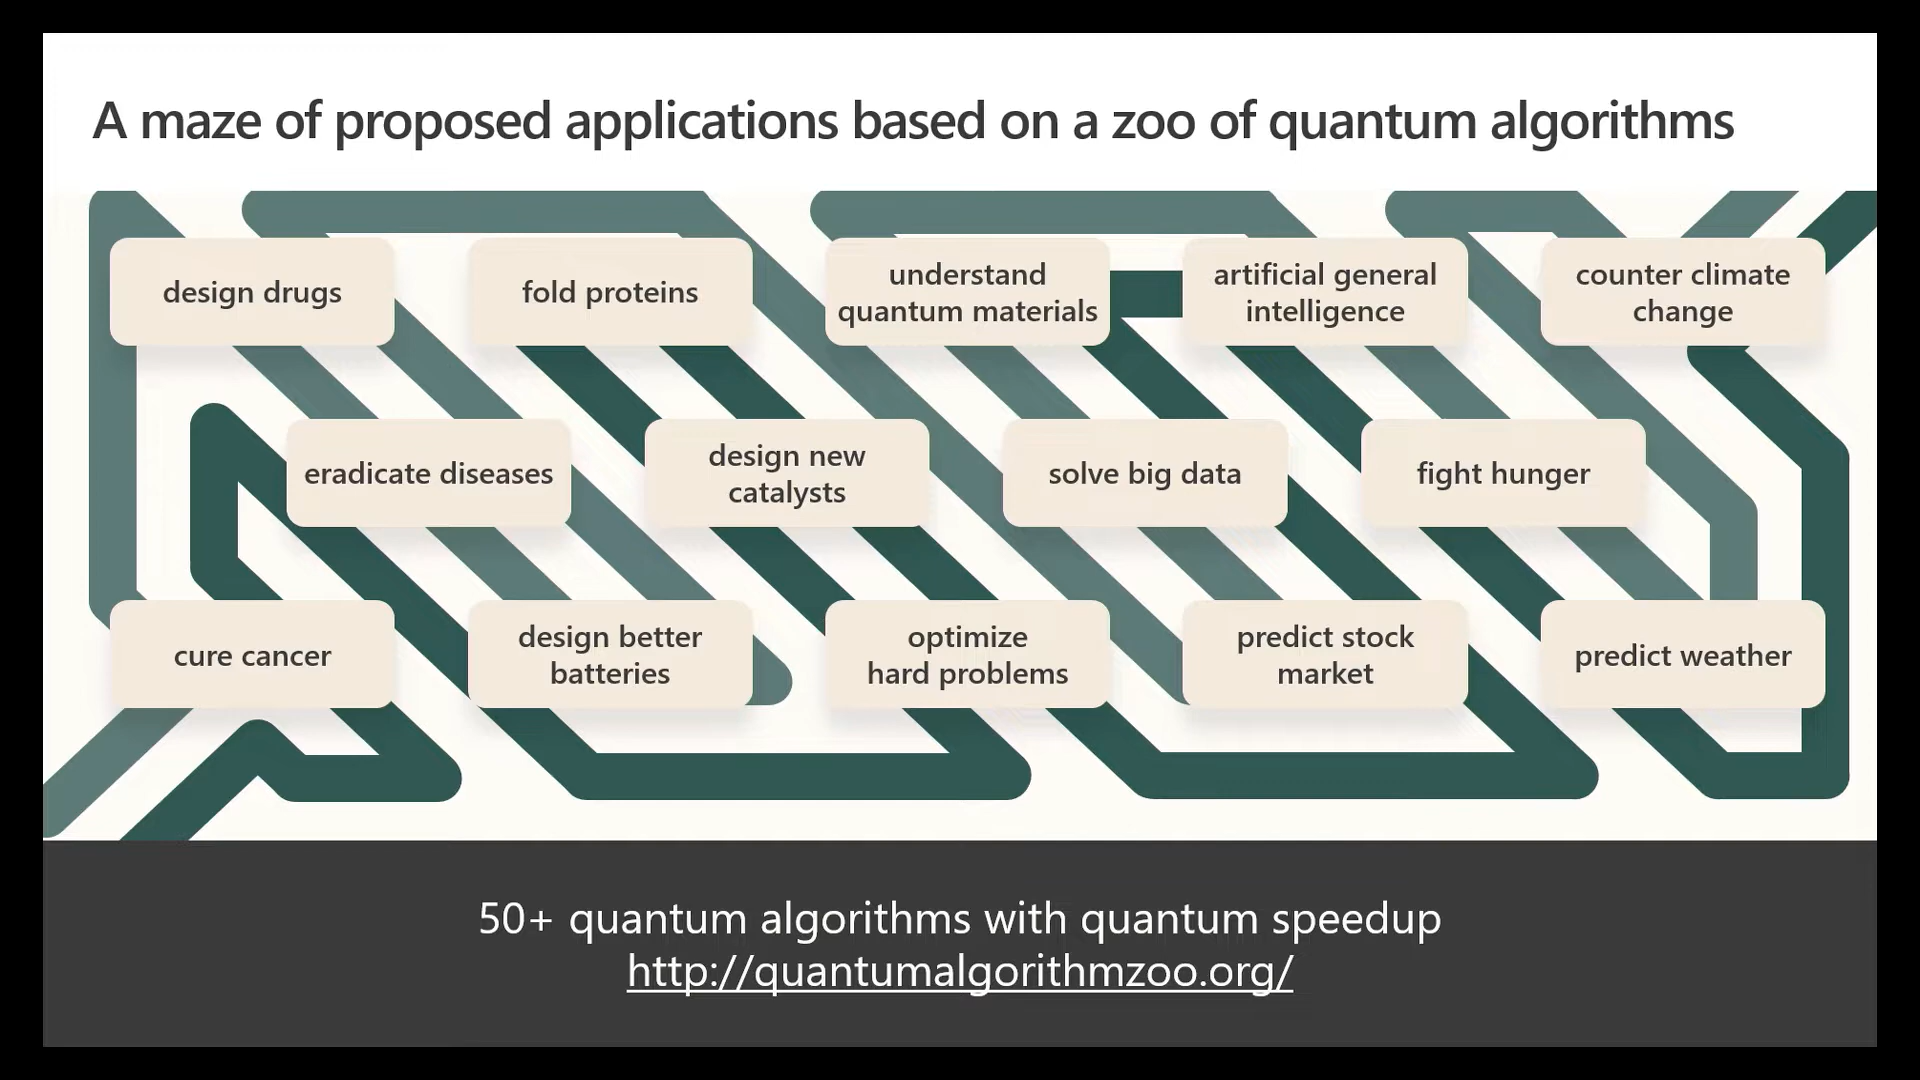 A maze of proposed applications based on a zoo of quantum algorithms
design drugs
fold proteins
understand
quantum materials
artificial general
intelligence
counter climate
change
eradicate diseases
design new
catalysts
solve big data
fight hunger
cure cancer
design better
batteries
optimize
hard problems
predict stock
market
predict weather
50+ quantum algorithms with quantum speedup
http://quantumalgorithmzoo.org/